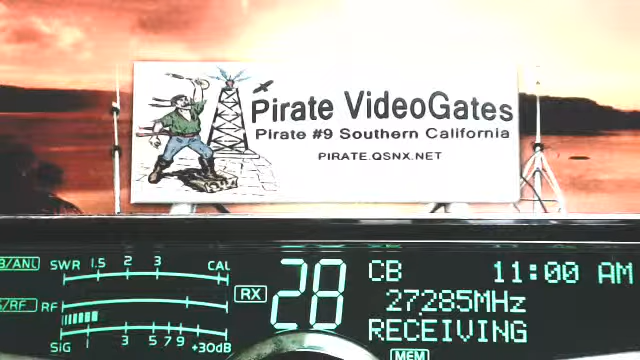 Pirate VideoGates
Pirate #9 Southern California
PIRATE.QSNX.NET
B/ANL SWR 1.5 2 3 CAL
S/RF RF
SIG 1 3 5 7 9 +30dB
RX 28
CB 11:00 AM
27285MHz
RECEIVING
MEM